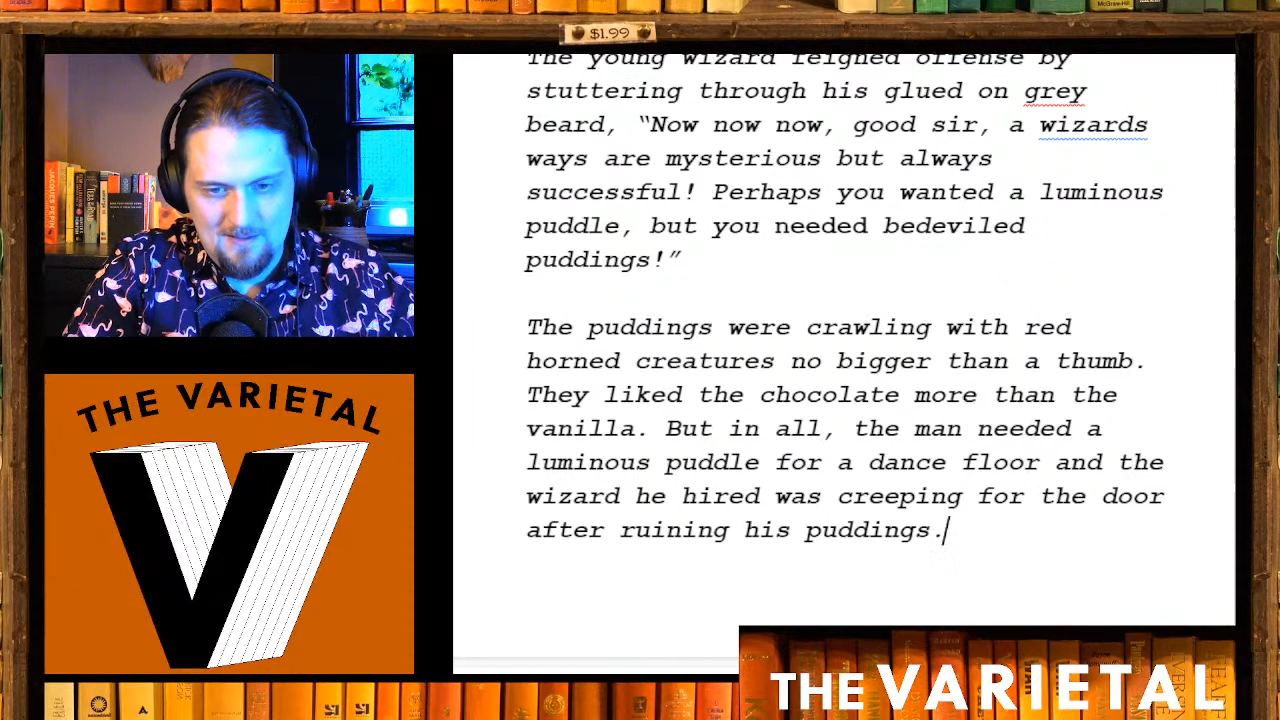 McGraw-Hill
$1.99
The young wizard feigned offense by
stuttering through his glued on grey
beard, “Now now now, good sir, a wizards
ways are mysterious but always
successful! Perhaps you wanted a luminous
puddle, but you needed bedeviled
puddings!”
The puddings were crawling with red
horned creatures no bigger than a thumb.
They liked the chocolate more than the
vanilla. But in all, the man needed a
luminous puddle for a dance floor and the
wizard he hired was creeping for the door
after ruining his puddings.
JACQUES PEPIN
THE VARIETAL
V
THE VARIETAL